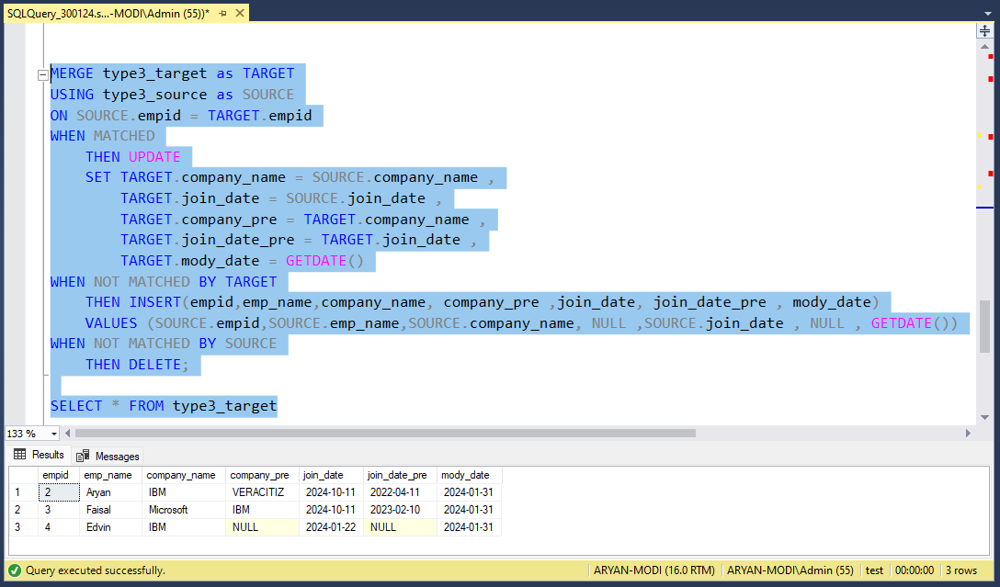 SQLQuery_300124.s...-MODI\Admin (55))*
MERGE type3_target as TARGET
USING type3_source as SOURCE
ON SOURCE.empid = TARGET.empid
WHEN MATCHED
THEN UPDATE
SET TARGET.company_name = SOURCE.company_name ,
TARGET.join_date = SOURCE.join_date ,
TARGET.company_pre = TARGET.company_name ,
TARGET.join_date_pre = TARGET.join_date ,
TARGET.mody_date = GETDATE()
WHEN NOT MATCHED BY TARGET
THEN INSERT(empid,emp_name,company_name, company_pre ,join_date, join_date_pre , mody_date)
VALUES (SOURCE.empid,SOURCE.emp_name,SOURCE.company_name, NULL ,SOURCE.join_date , NULL , GETDATE())
WHEN NOT MATCHED BY SOURCE
THEN DELETE;
SELECT * FROM type3_target
133 %
Results Messages
empid emp_name company_name company_pre join_date join_date_pre mody_date
1 2 Aryan IBM VERACITIZ 2024-10-11 2022-04-11 2024-01-31
2 3 Faisal Microsoft IBM 2024-10-11 2023-02-10 2024-01-31
3 4 Edvin IBM NULL 2024-01-22 NULL 2024-01-31
Query executed successfully. ARYAN-MODI (16.0 RTM) ARYAN-MODI\Admin (55) test 00:00:00 3 rows